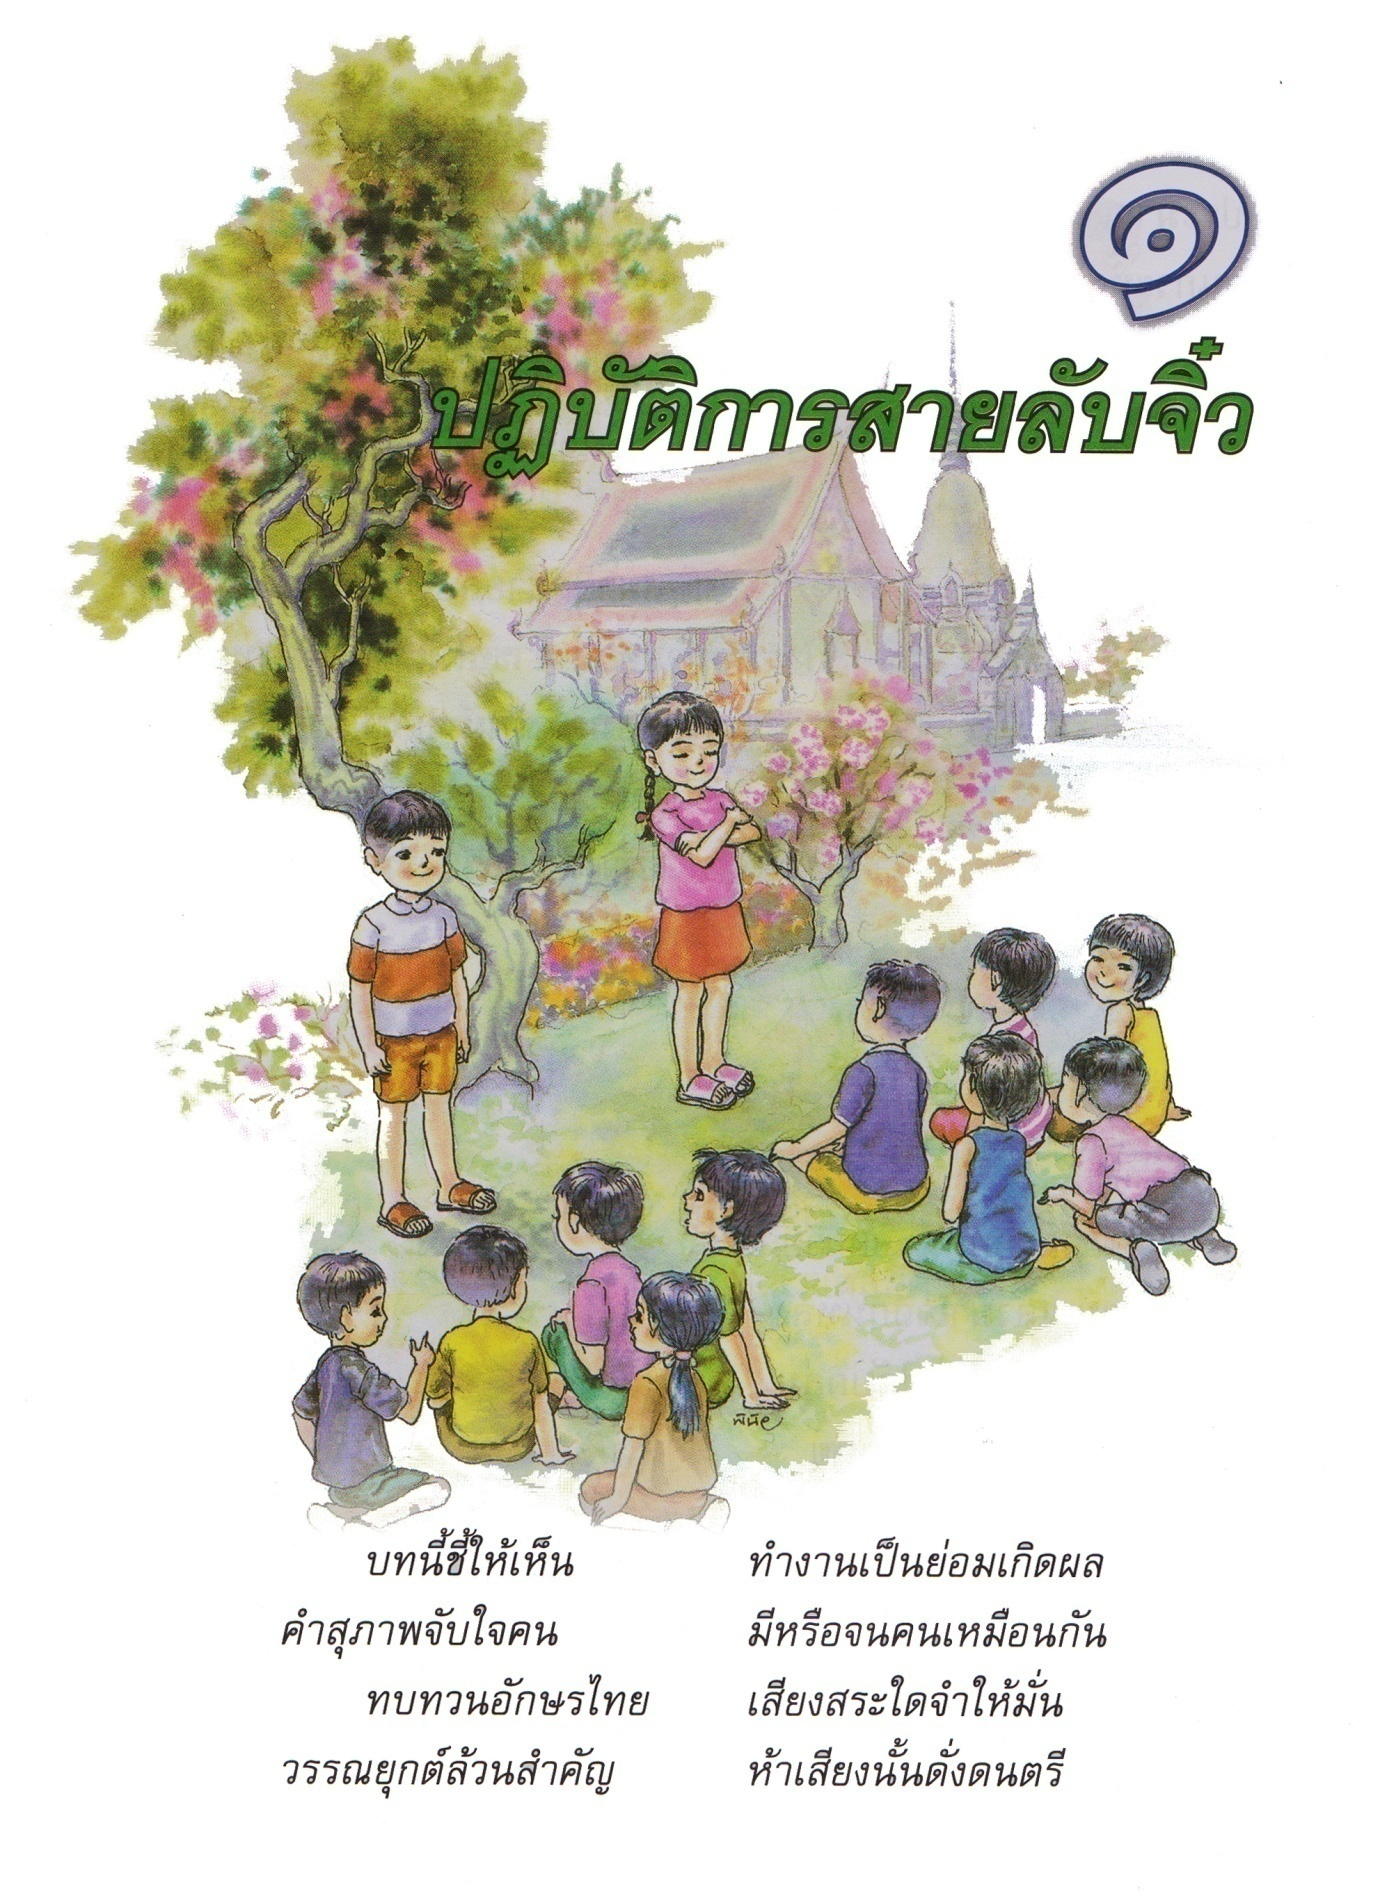 ๑
ปฏิบัติการสายลับจิ๋ว
พินิจ
บทนี้ชี้ให้เห็น ทำงานเป็นย่อมเกิดผล
คำสุภาพจับใจคน มีหรือจนคนเหมือนกัน
ทบทวนอักษรไทย เสียงสระใดจำให้มั่น
วรรณยุกต์ล้วนสำคัญ ห้าเสียงนั้นดั่งดนตรี